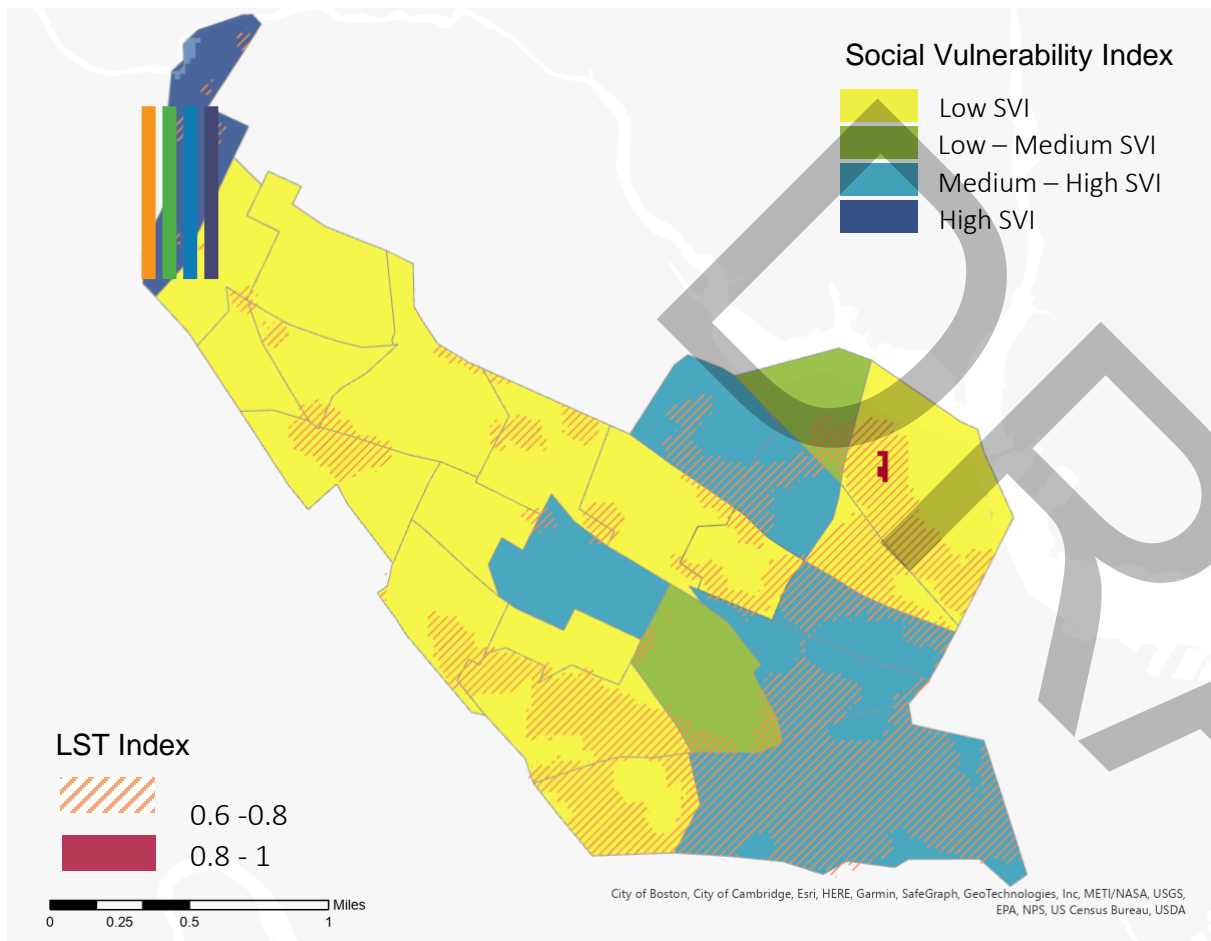 Social Vulnerability Index
Low SVI
Low – Medium SVI
Medium – High SVI
High SVI
LST Index
0.6 -0.8
0.8 - 1
Miles
0 0.25 0.5 1
City of Boston, City of Cambridge, Esri, HERE, Garmin, SafeGraph, GeoTechnologies, Inc, METI/NASA, USGS,
EPA, NPS, US Census Bureau, USDA
DR